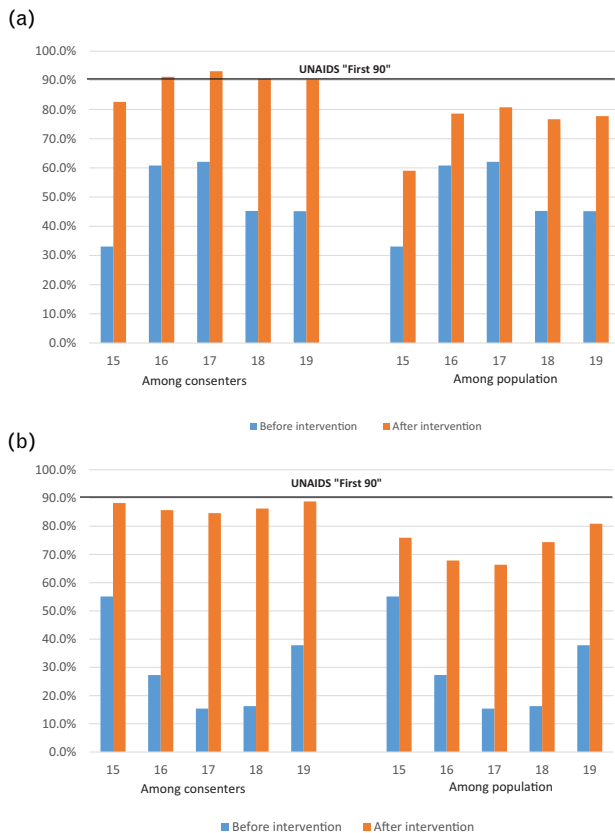 (a)
100.0%
UNAIDS "First 90"
90.0%
80.0%
70.0%
60.0%
50.0%
40.0%
30.0%
20.0%
10.0%
0.0%
15 16 17 18 19 15 16 17 18 19
Among consenters Among population
Before intervention After intervention
(b)
100.0%
UNAIDS "First 90"
90.0%
80.0%
70.0%
60.0%
50.0%
40.0%
30.0%
20.0%
10.0%
0.0%
15 16 17 18 19 15 16 17 18 19
Among consenters Among population
Before intervention After intervention